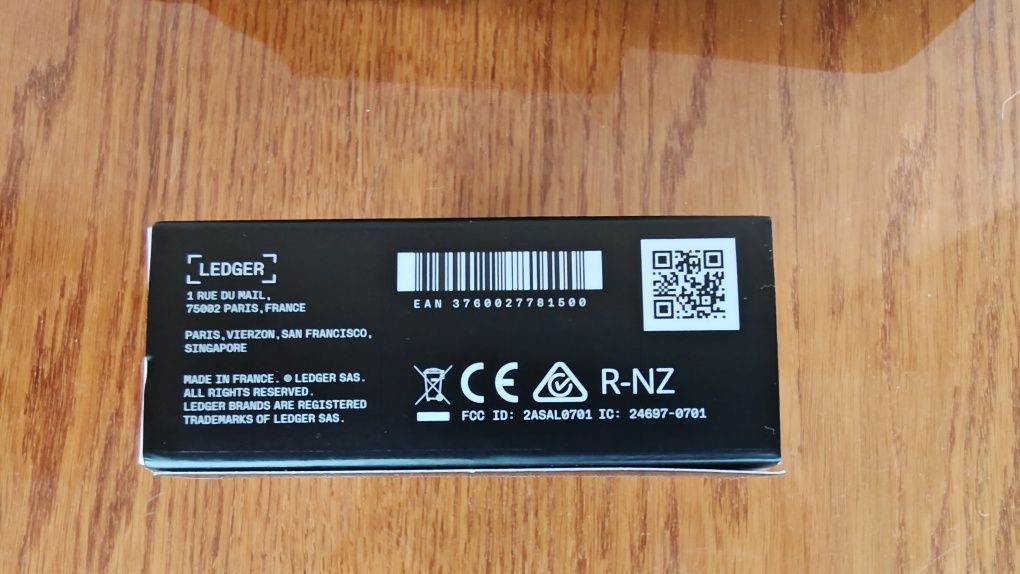 LEDGER
1 RUE DU MAIL,
75002 PARIS, FRANCE
PARIS, VIERZON, SAN FRANCISCO,
SINGAPORE
MADE IN FRANCE. © LEDGER SAS.
ALL RIGHTS RESERVED.
LEDGER BRANDS ARE REGISTERED
TRADEMARKS OF LEDGER SAS.
EAN 3760027781500
CE R-NZ
FCC ID: 2ASAL0701 IC: 24697-0701